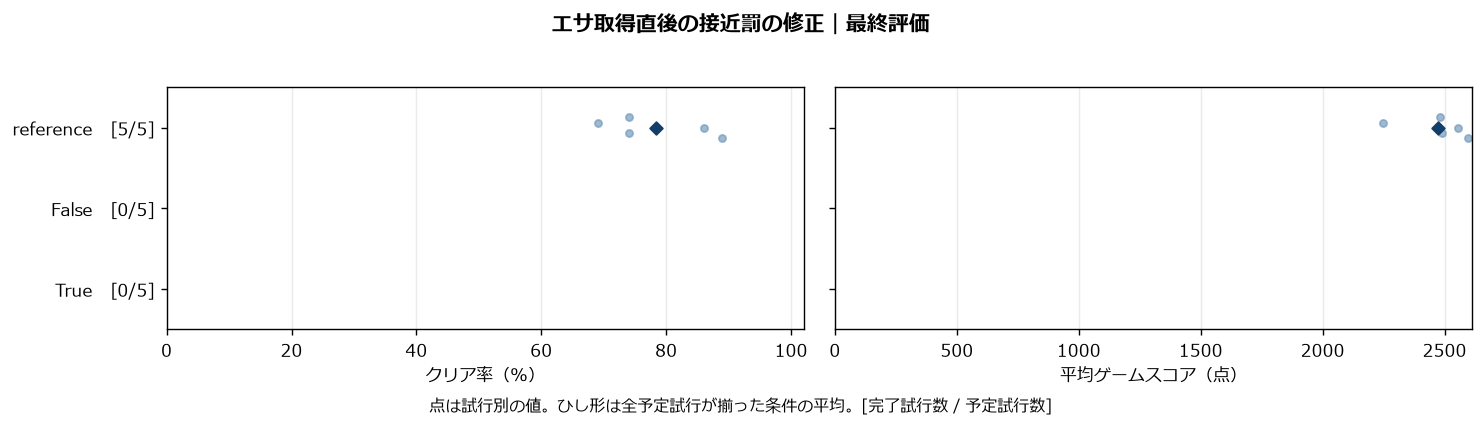 エサ取得直後の接近罰の修正｜最終評価
reference [5/5]
False [0/5]
True [0/5]
0 20 40 60 80 100
クリア率（%）
0 500 1000 1500 2000 2500
平均ゲームスコア（点）
点は試行別の値。ひし形は全予定試行が揃った条件の平均。[完了試行数 / 予定試行数]